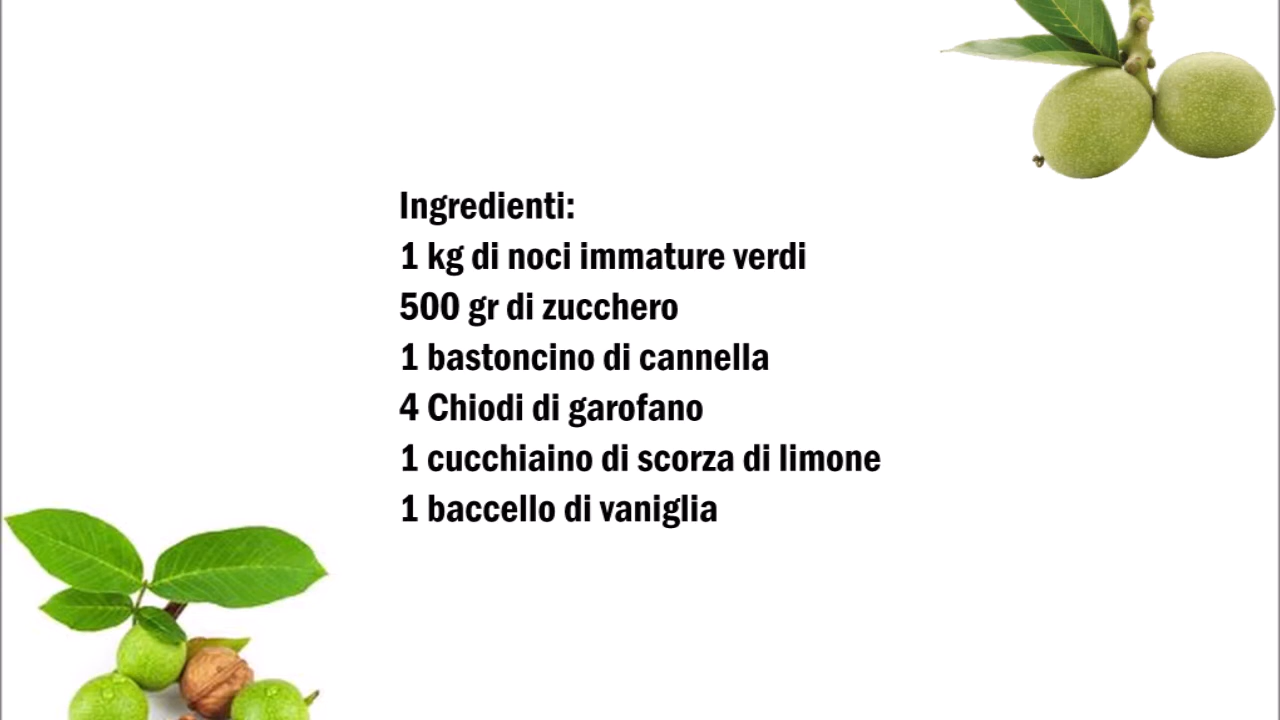 Ingredienti:
1 kg di noci immature verdi
500 gr di zucchero
1 bastoncino di cannella
4 Chiodi di garofano
1 cucchiaino di scorza di limone
1 baccello di vaniglia